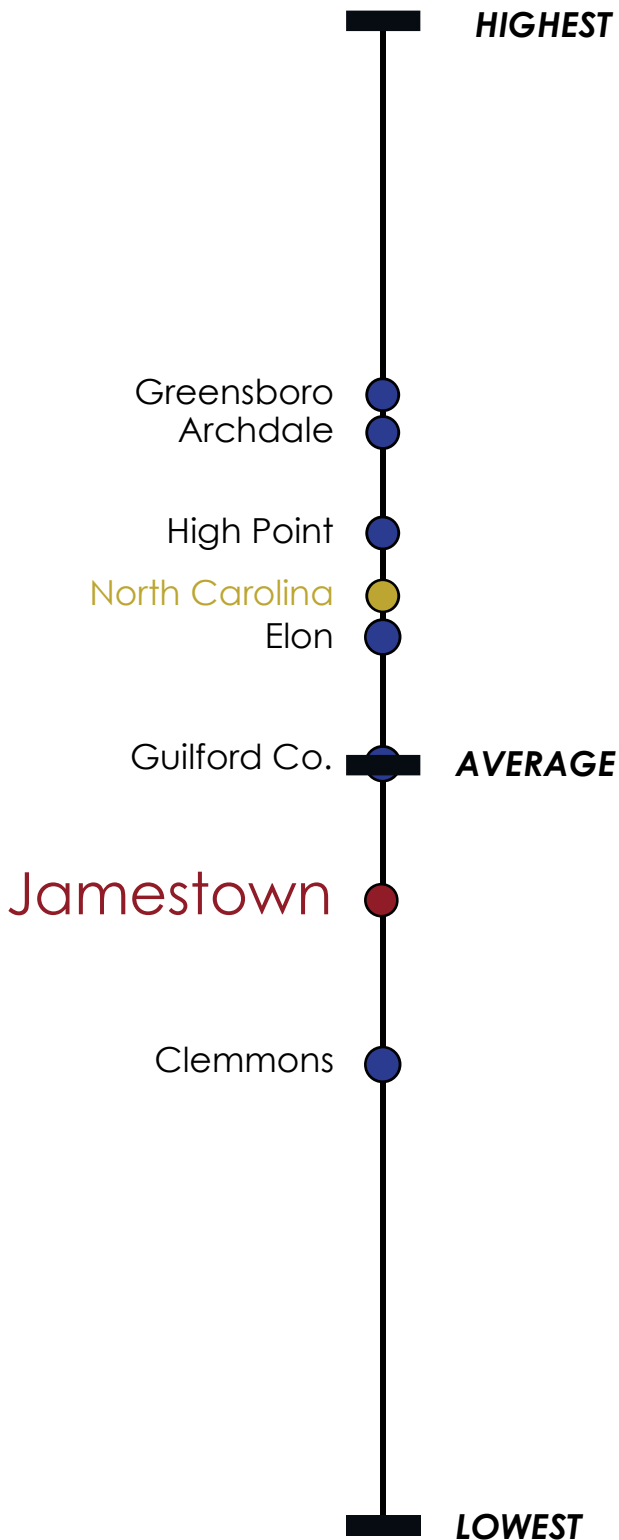 HIGHEST
Greensboro
Archdale
High Point
North Carolina
Elon
Guilford Co.
AVERAGE
Jamestown
Clemmons
LOWEST